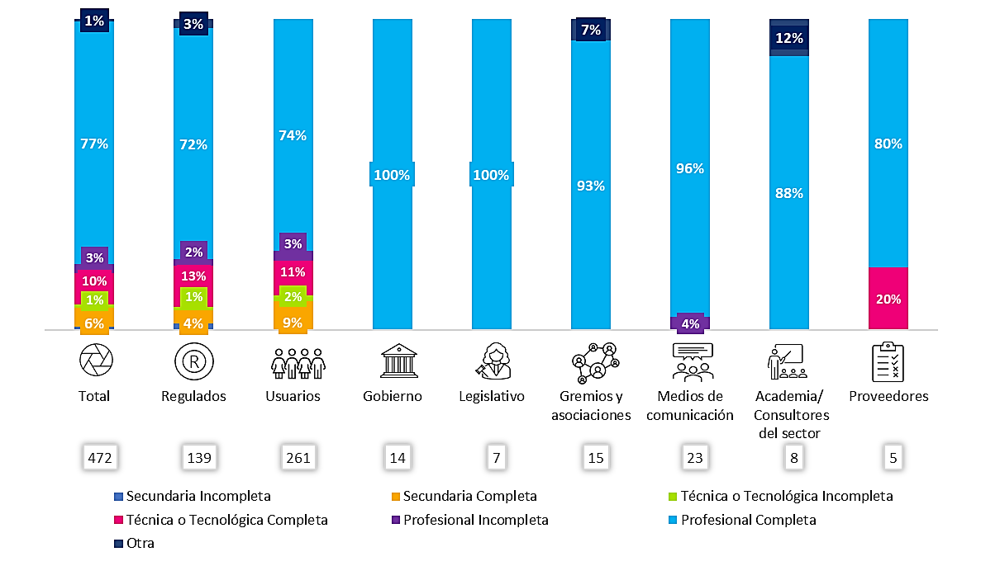 1%
3%
7%
12%
77%
72%
74%
100%
100%
93%
96%
88%
80%
3%
2%
3%
10%
13%
11%
1%
1%
2%
6%
4%
9%
4%
20%
R
Total
Regulados
Usuarios
Gobierno
Legislativo
Gremios y
asociaciones
Medios de
comunicación
Academia/
Consultores
del sector
Proveedores
472
139
261
14
7
15
23
8
5
Secundaria Incompleta
Secundaria Completa
Técnica o Tecnológica Incompleta
Técnica o Tecnológica Completa
Profesional Incompleta
Profesional Completa
Otra